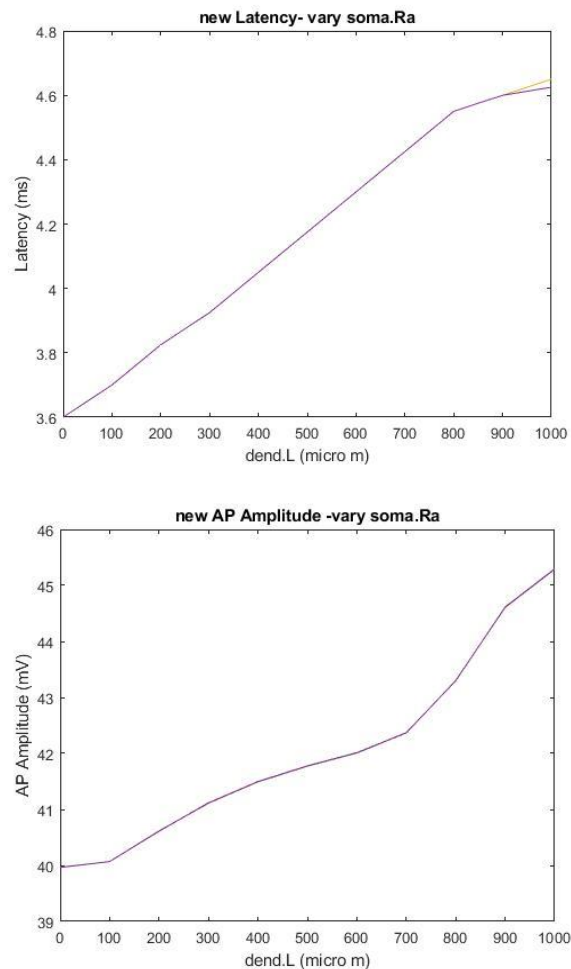 new Latency- vary soma.Ra
4.8
4.6
4.4
4.2
4
3.8
3.6
Latency (ms)
0 100 200 300 400 500 600 700 800 900 1000
dend.L (micro m)
new AP Amplitude -vary soma.Ra
46
45
44
43
42
41
40
39
AP Amplitude (mV)
0 100 200 300 400 500 600 700 800 900 1000
dend.L (micro m)